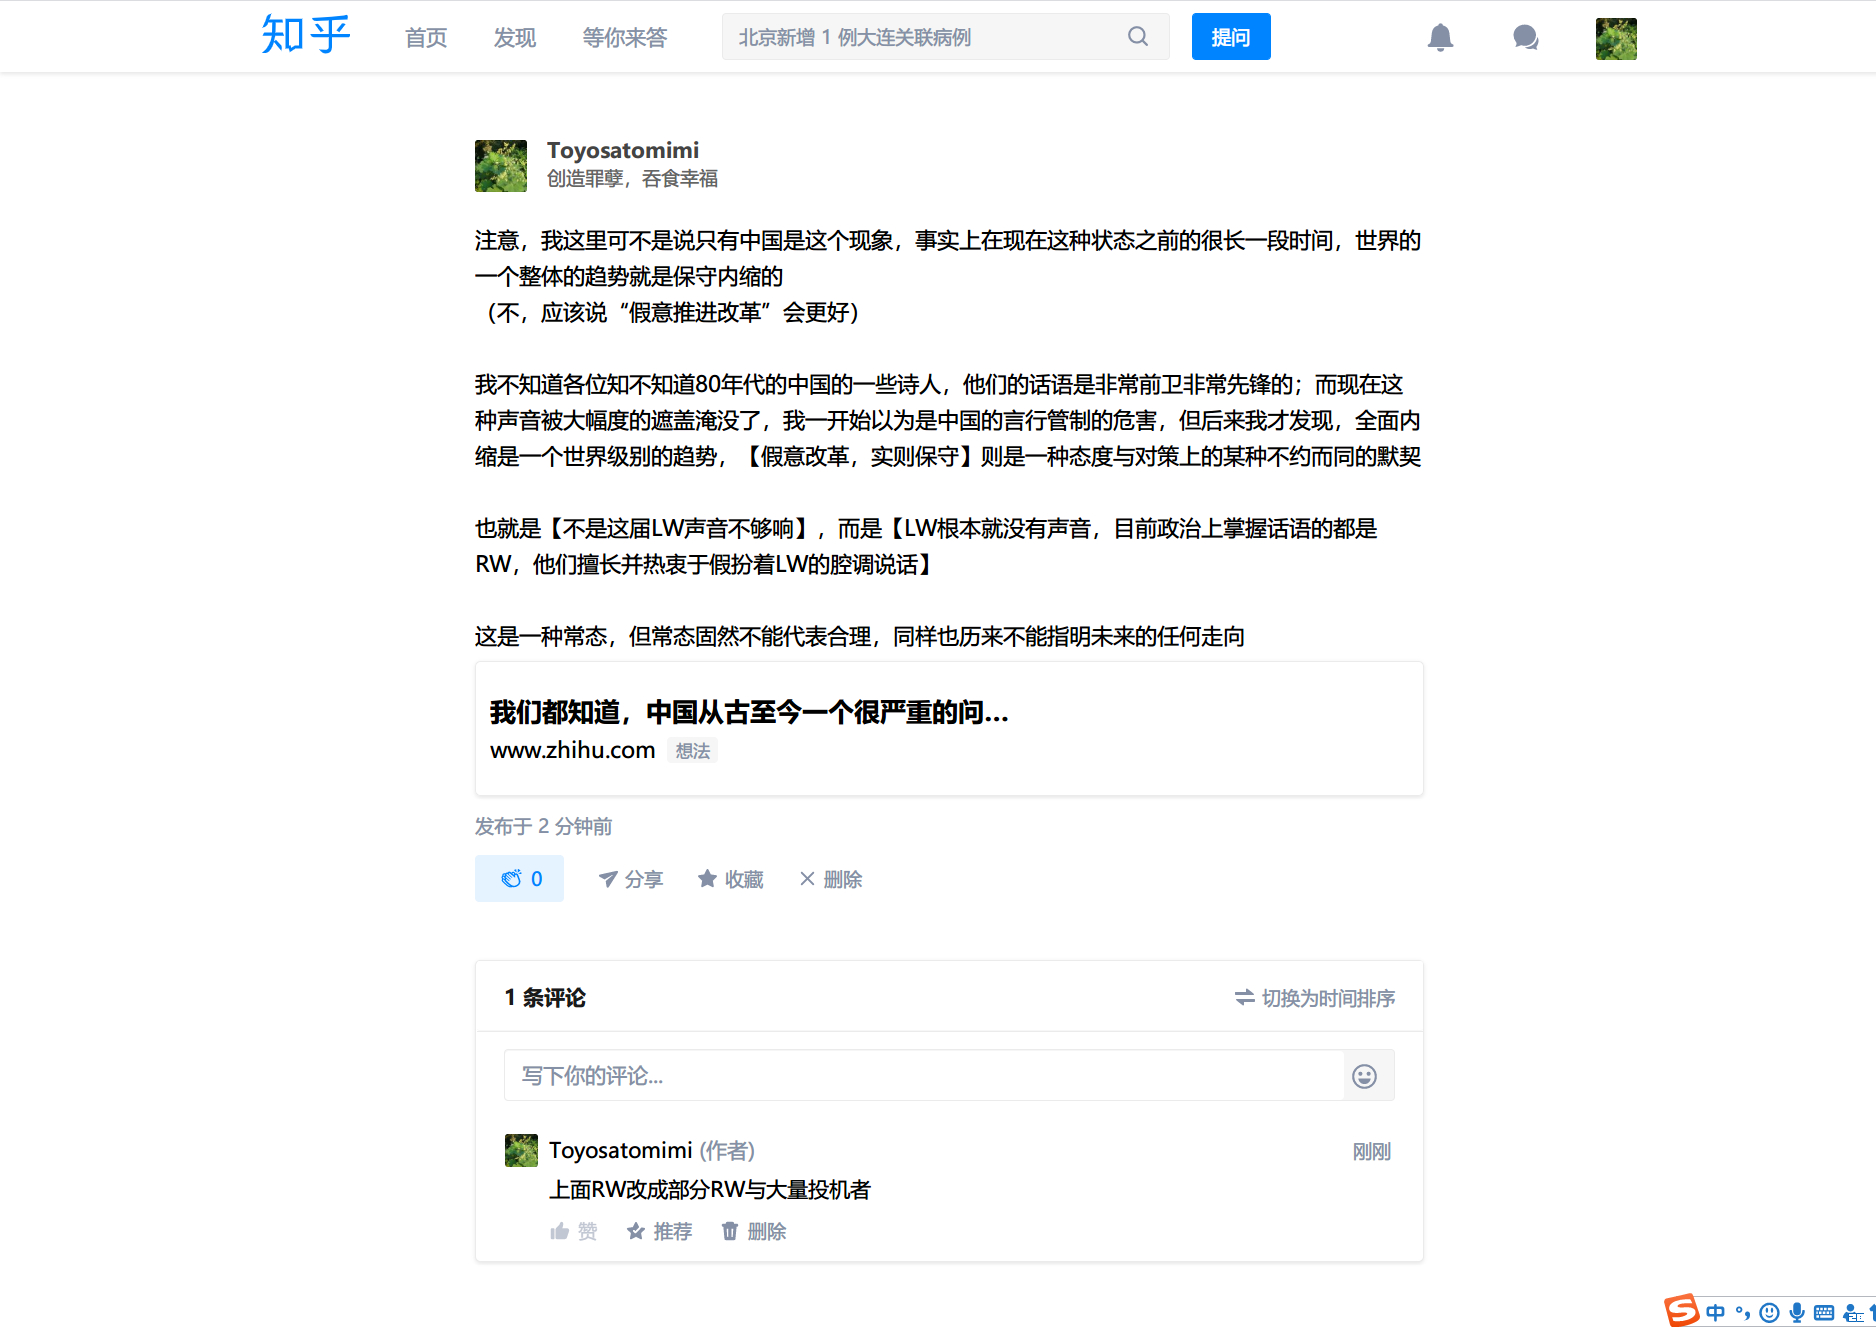 知乎 首页 发现 等你来答 北京新增 1 例大连关联病例 提问
Toyosatomimi
创造罪孽，吞食幸福
注意，我这里可不是说只有中国是这个现象，事实上在现在这种状态之前的很长一段时间，世界的
一个整体的趋势就是保守内缩的
（不，应该说“假意推进改革”会更好）
我不知道各位知不知道80年代的中国的一些诗人，他们的话语是非常前卫非常先锋的；而现在这
种声音被大幅度的遮盖淹没了，我一开始以为是中国的言行管制的危害，但后来我才发现，全面内
缩是一个世界级别的趋势，【假意改革，实则保守】则是一种态度与对策上的某种不约而同的默契
也就是【不是这届LW声音不够响】，而是【LW根本就没有声音，目前政治上掌握话语的都是
RW，他们擅长并热衷于假扮着LW的腔调说话】
这是一种常态，但常态固然不能代表合理，同样也历来不能指明未来的任何走向
我们都知道，中国从古至今一个很严重的问...
www.zhihu.com 想法
发布于 2 分钟前
0 分享 收藏 删除
1 条评论 切换为时间排序
写下你的评论...
Toyosatomimi (作者) 刚刚
上面RW改成部分RW与大量投机者
赞 推荐 删除
S 中